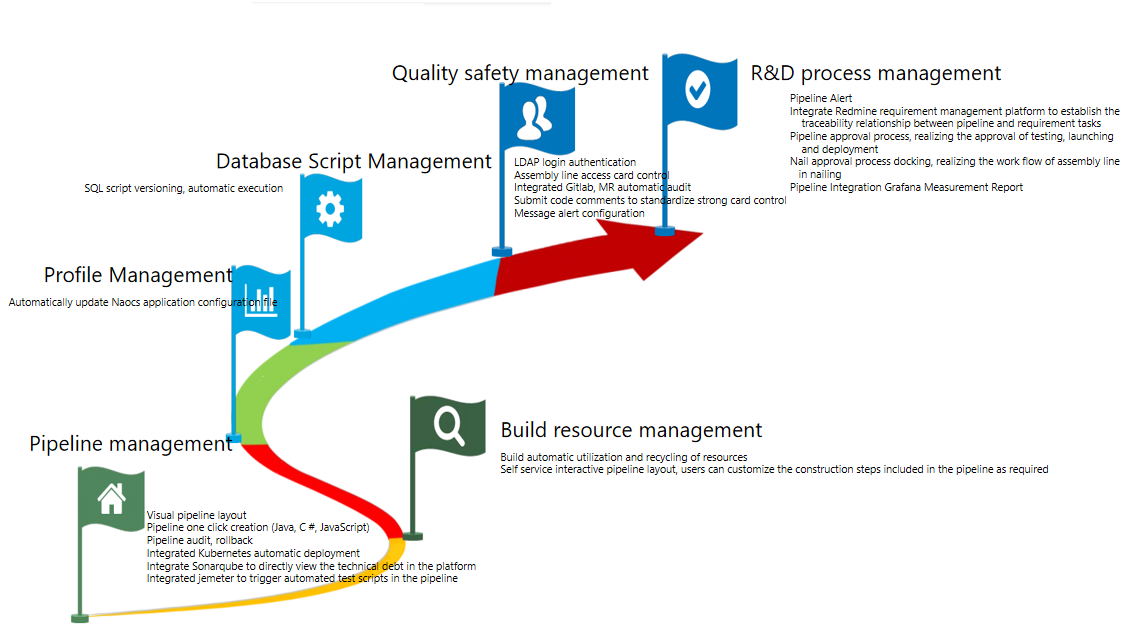 Quality safety management
R&D process management
Pipeline Alert
Integrate Redmine requirement management platform to establish the
traceability relationship between pipeline and requirement tasks
Pipeline approval process, realizing the approval of testing, launching
and deployment
Nail approval process docking, realizing the work flow of assembly line
in nailing
Pipeline Integration Grafana Measurement Report
LDAP login authentication
Assembly line access card control
Integrated Gitlab, MR automatic audit
Submit code comments to standardize strong card control
Message alert configuration
Database Script Management
SQL script versioning, automatic execution
Profile Management
Automatically update Naocs application configuration file
Pipeline management
Visual pipeline layout
Pipeline one click creation (Java, C #, JavaScript)
Pipeline audit, rollback
Integrated Kubernetes automatic deployment
Integrate Sonarqube to directly view the technical debt in the platform
Integrated jemeter to trigger automated test scripts in the pipeline
Build resource management
Build automatic utilization and recycling of resources
Self service interactive pipeline layout, users can customize the construction steps included in the pipeline as required